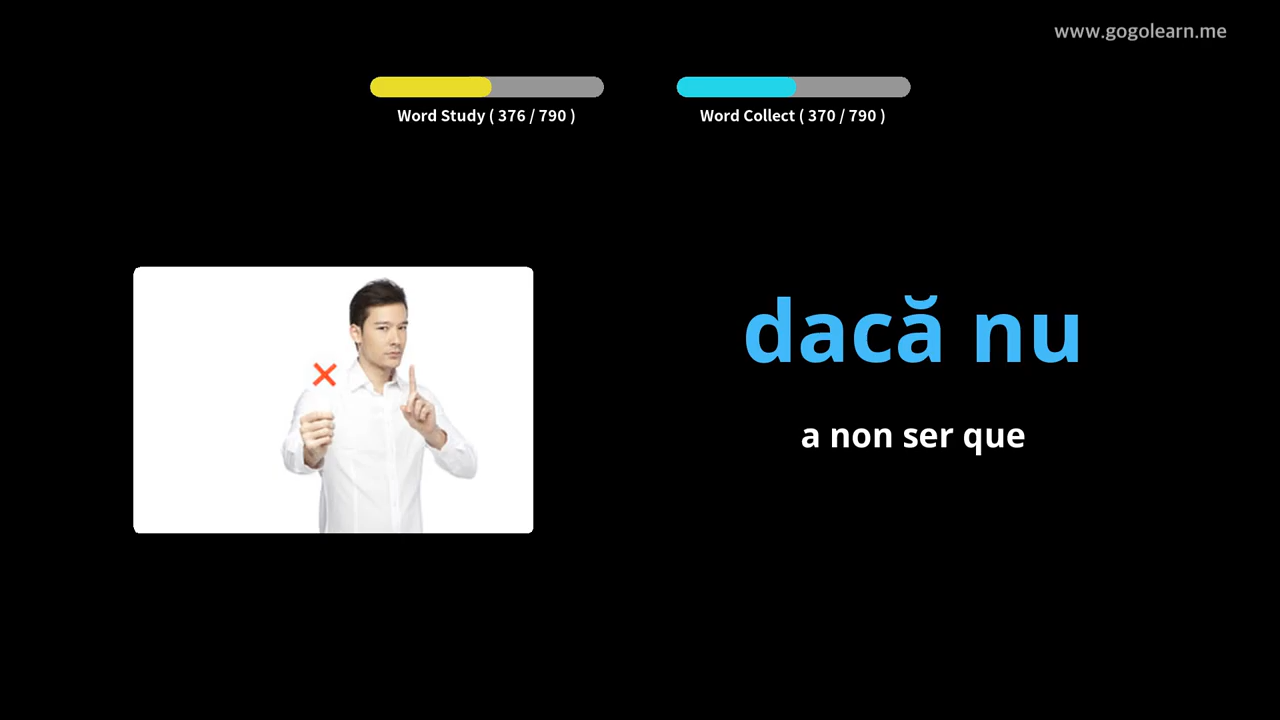 www.gogolearn.me
Word Study ( 376 / 790 )
Word Collect ( 370 / 790 )
dacă nu
a non ser que